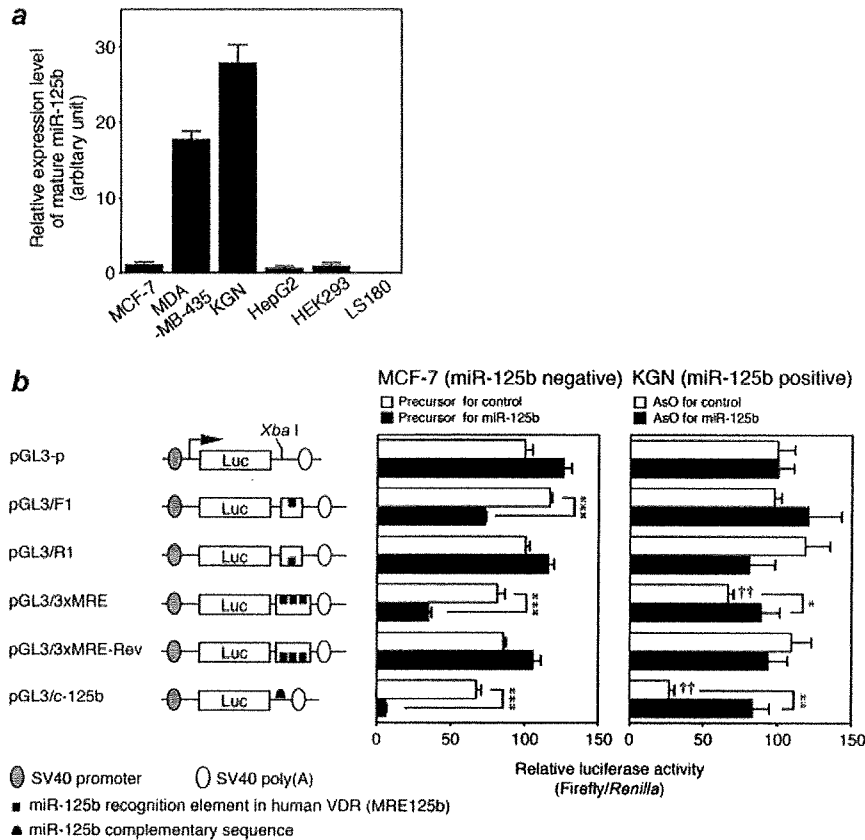 a
Relative expression level
of mature miR-125b
(arbitary unit)
30
20
10
0
MCF-7
MDA
-MB-435
KGN
HepG2
HEK293
LS180
b
MCF-7 (miR-125b negative)
Precursor for control
Precursor for miR-125b
KGN (miR-125b positive)
AsO for control
AsO for miR-125b
Xba I
pGL3-p
Luc
pGL3/F1
Luc
***
pGL3/R1
Luc
pGL3/3xMRE
Luc
***
††
*
pGL3/3xMRE-Rev
Luc
pGL3/c-125b
Luc
***
††
**
0 50 100 150
0 50 100 150
Relative luciferase activity
(Firefly/Renilla)
SV40 promoter
SV40 poly(A)
miR-125b recognition element in human VDR (MRE125b)
miR-125b complementary sequence